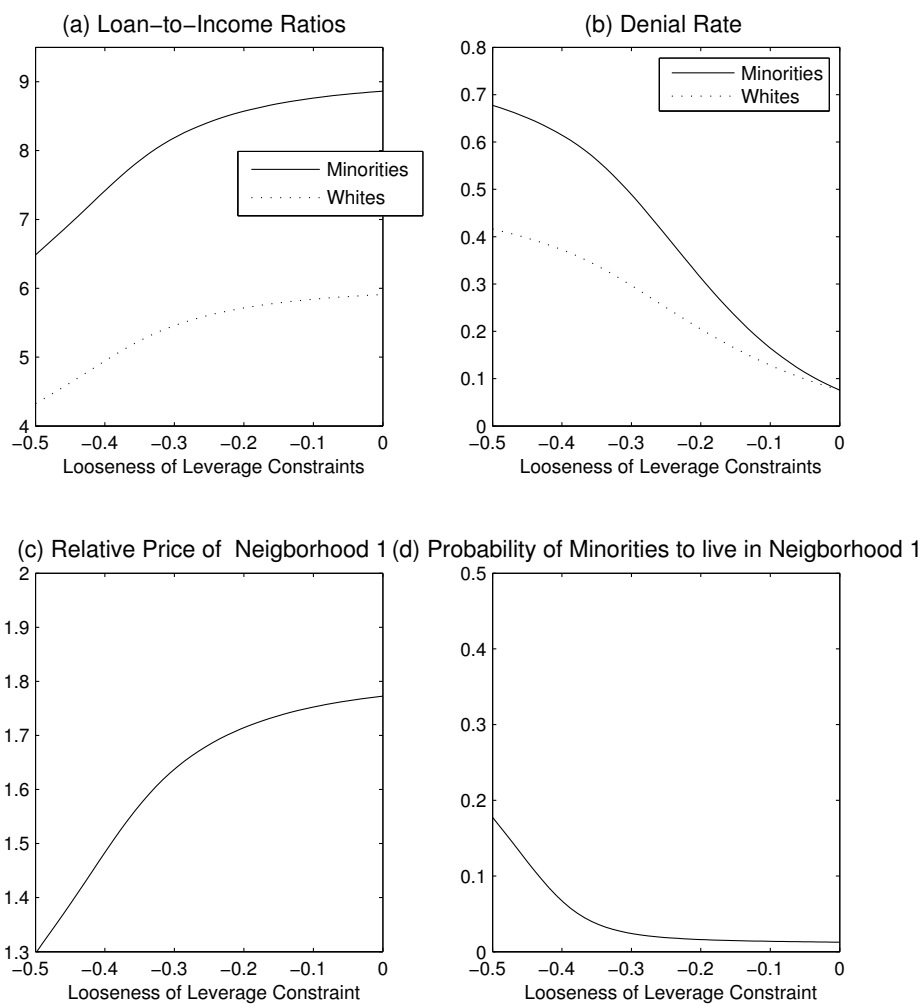 (a) Loan−to−Income Ratios
9
8
7
6
5
4
−0.5 −0.4 −0.3 −0.2 −0.1 0
Looseness of Leverage Constraints
Minorities
Whites
(b) Denial Rate
0.8
0.7
0.6
0.5
0.4
0.3
0.2
0.1
0
−0.5 −0.4 −0.3 −0.2 −0.1 0
Looseness of Leverage Constraints
Minorities
Whites
(c) Relative Price of Neigborhood 1
2
1.9
1.8
1.7
1.6
1.5
1.4
1.3
−0.5 −0.4 −0.3 −0.2 −0.1 0
Looseness of Leverage Constraint
(d) Probability of Minorities to live in Neigborhood 1
0.5
0.4
0.3
0.2
0.1
0
−0.5 −0.4 −0.3 −0.2 −0.1 0
Looseness of Leverage Constraint